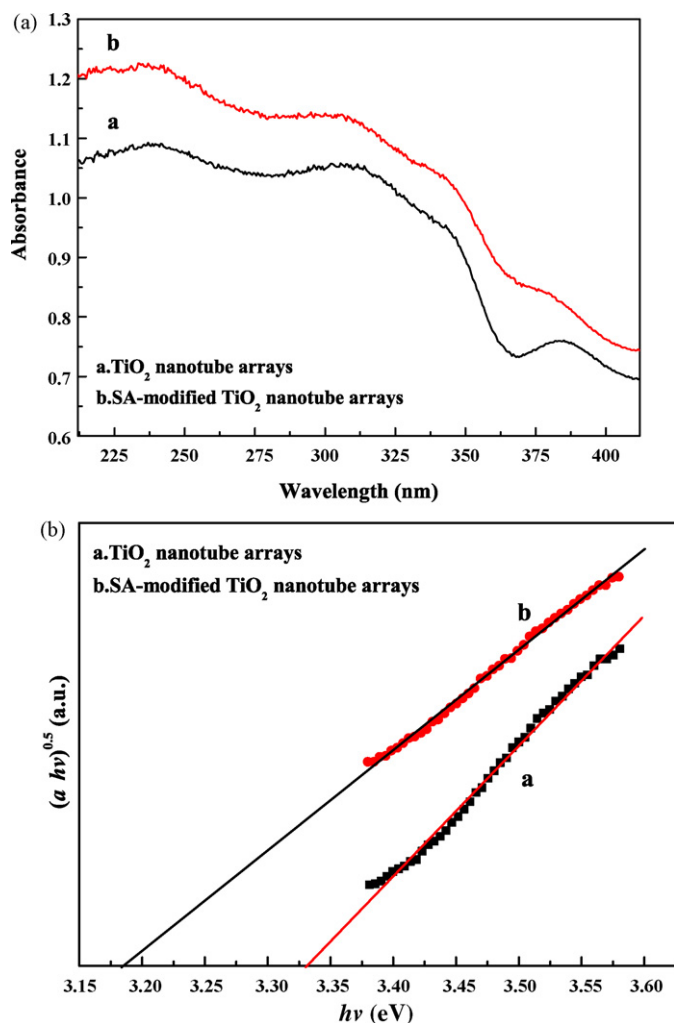 (a)
1.3
1.2
1.1
1.0
0.9
0.8
0.7
0.6
Absorbance
b
a
a.TiO₂ nanotube arrays
b.SA-modified TiO₂ nanotube arrays
225 250 275 300 325 350 375 400
Wavelength (nm)
(b)
a.TiO₂ nanotube arrays
b.SA-modified TiO₂ nanotube arrays
b
a
(a hν)^0.5 (a.u.)
3.15 3.20 3.25 3.30 3.35 3.40 3.45 3.50 3.55 3.60
hν (eV)